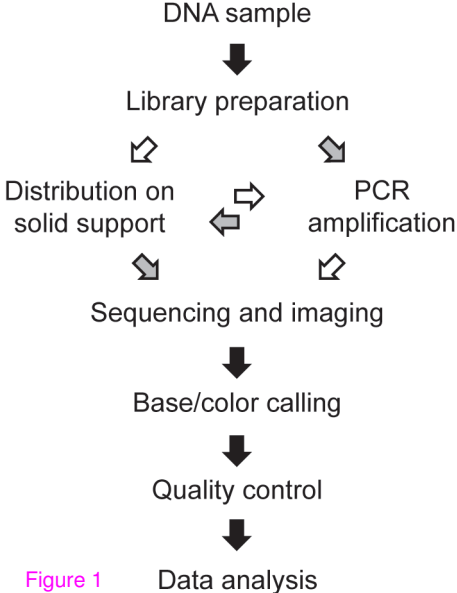 DNA sample
Library preparation
Distribution on
solid support
PCR
amplification
Sequencing and imaging
Base/color calling
Quality control
Data analysis
Figure 1